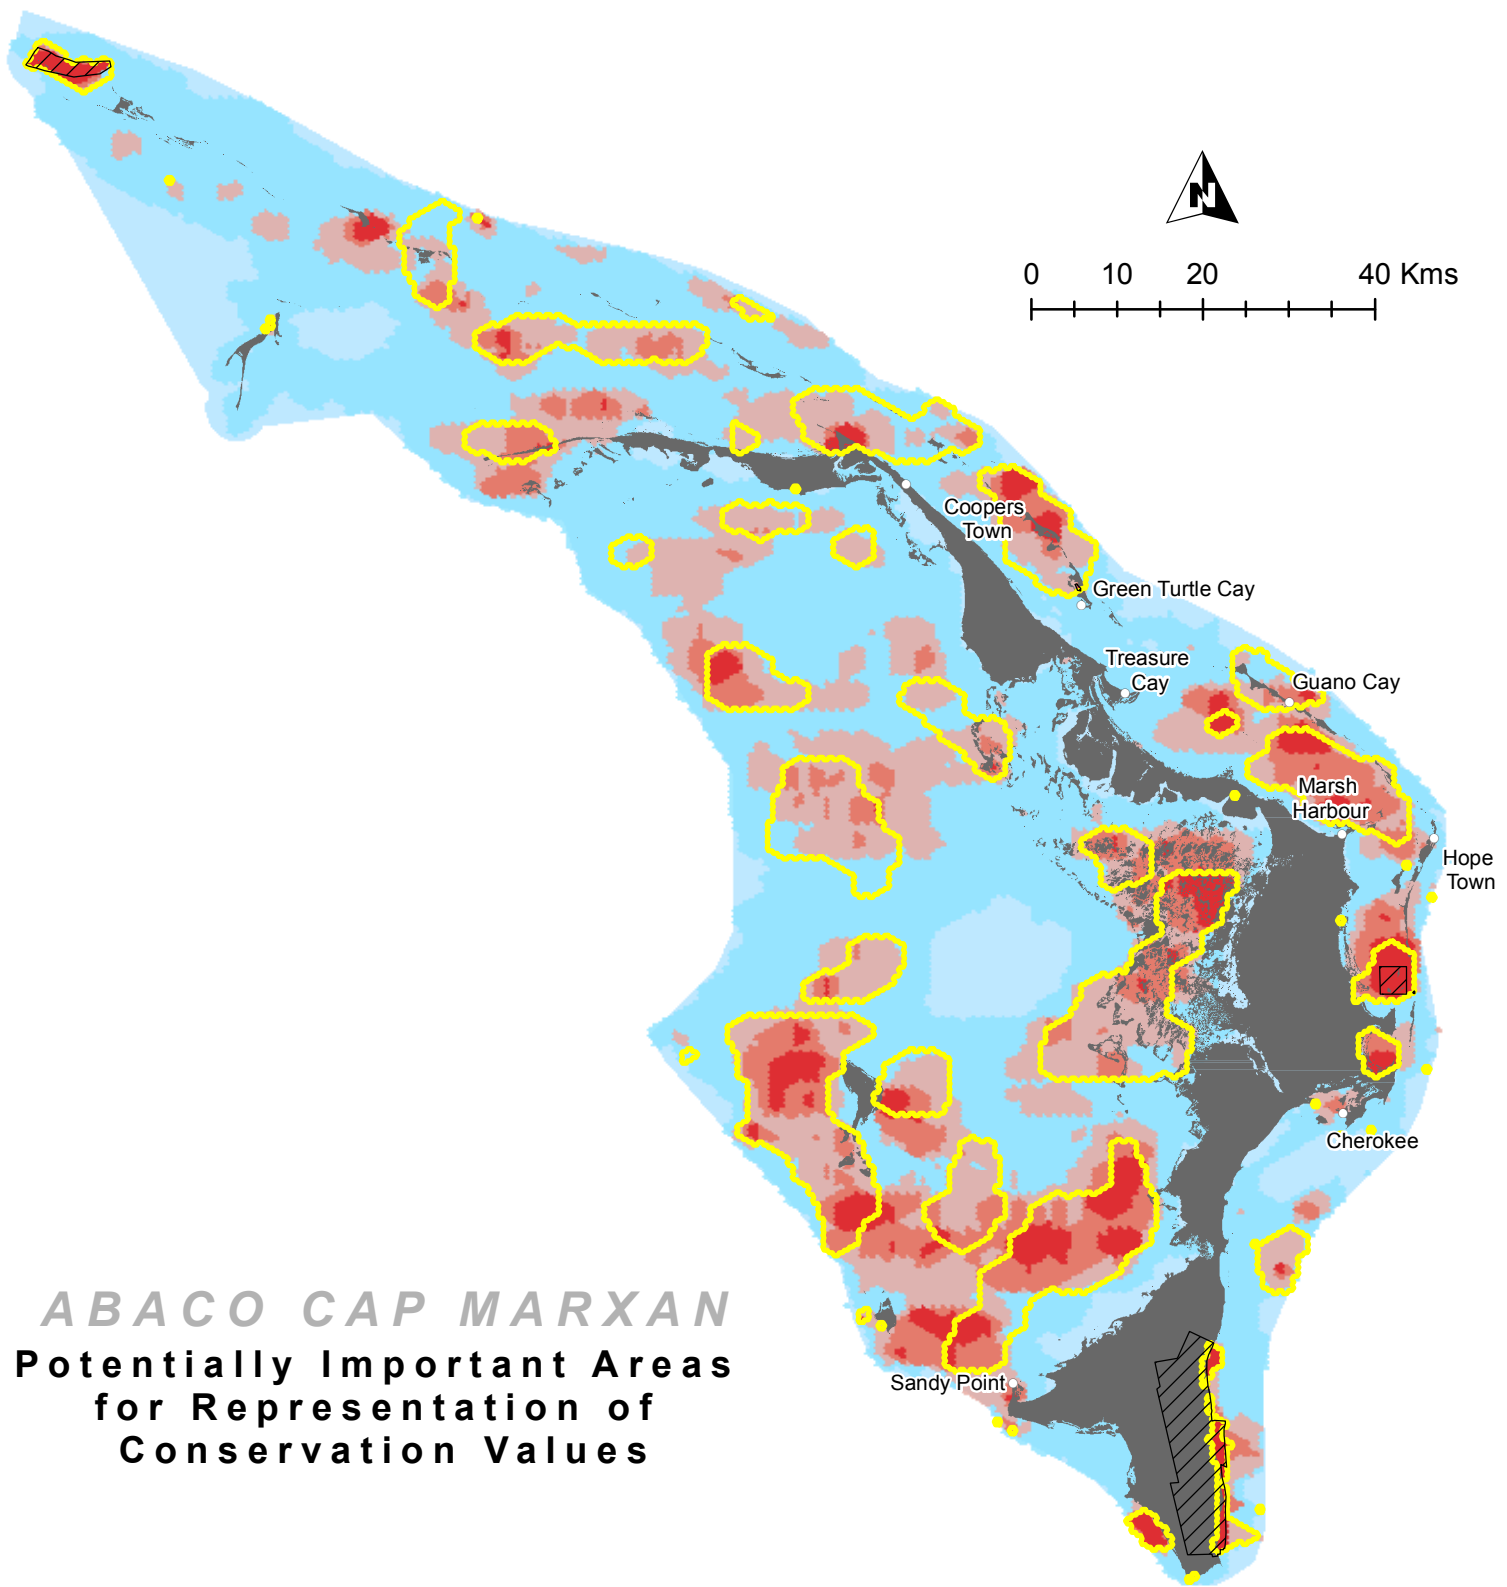 N
0 10 20 40 Kms
Coopers
Town
Green Turtle Cay
Treasure
Cay
Guano Cay
Marsh
Harbour
Hope
Town
Cherokee
Sandy Point
ABACO CAP MARXAN
Potentially Important Areas
for Representation of
Conservation Values